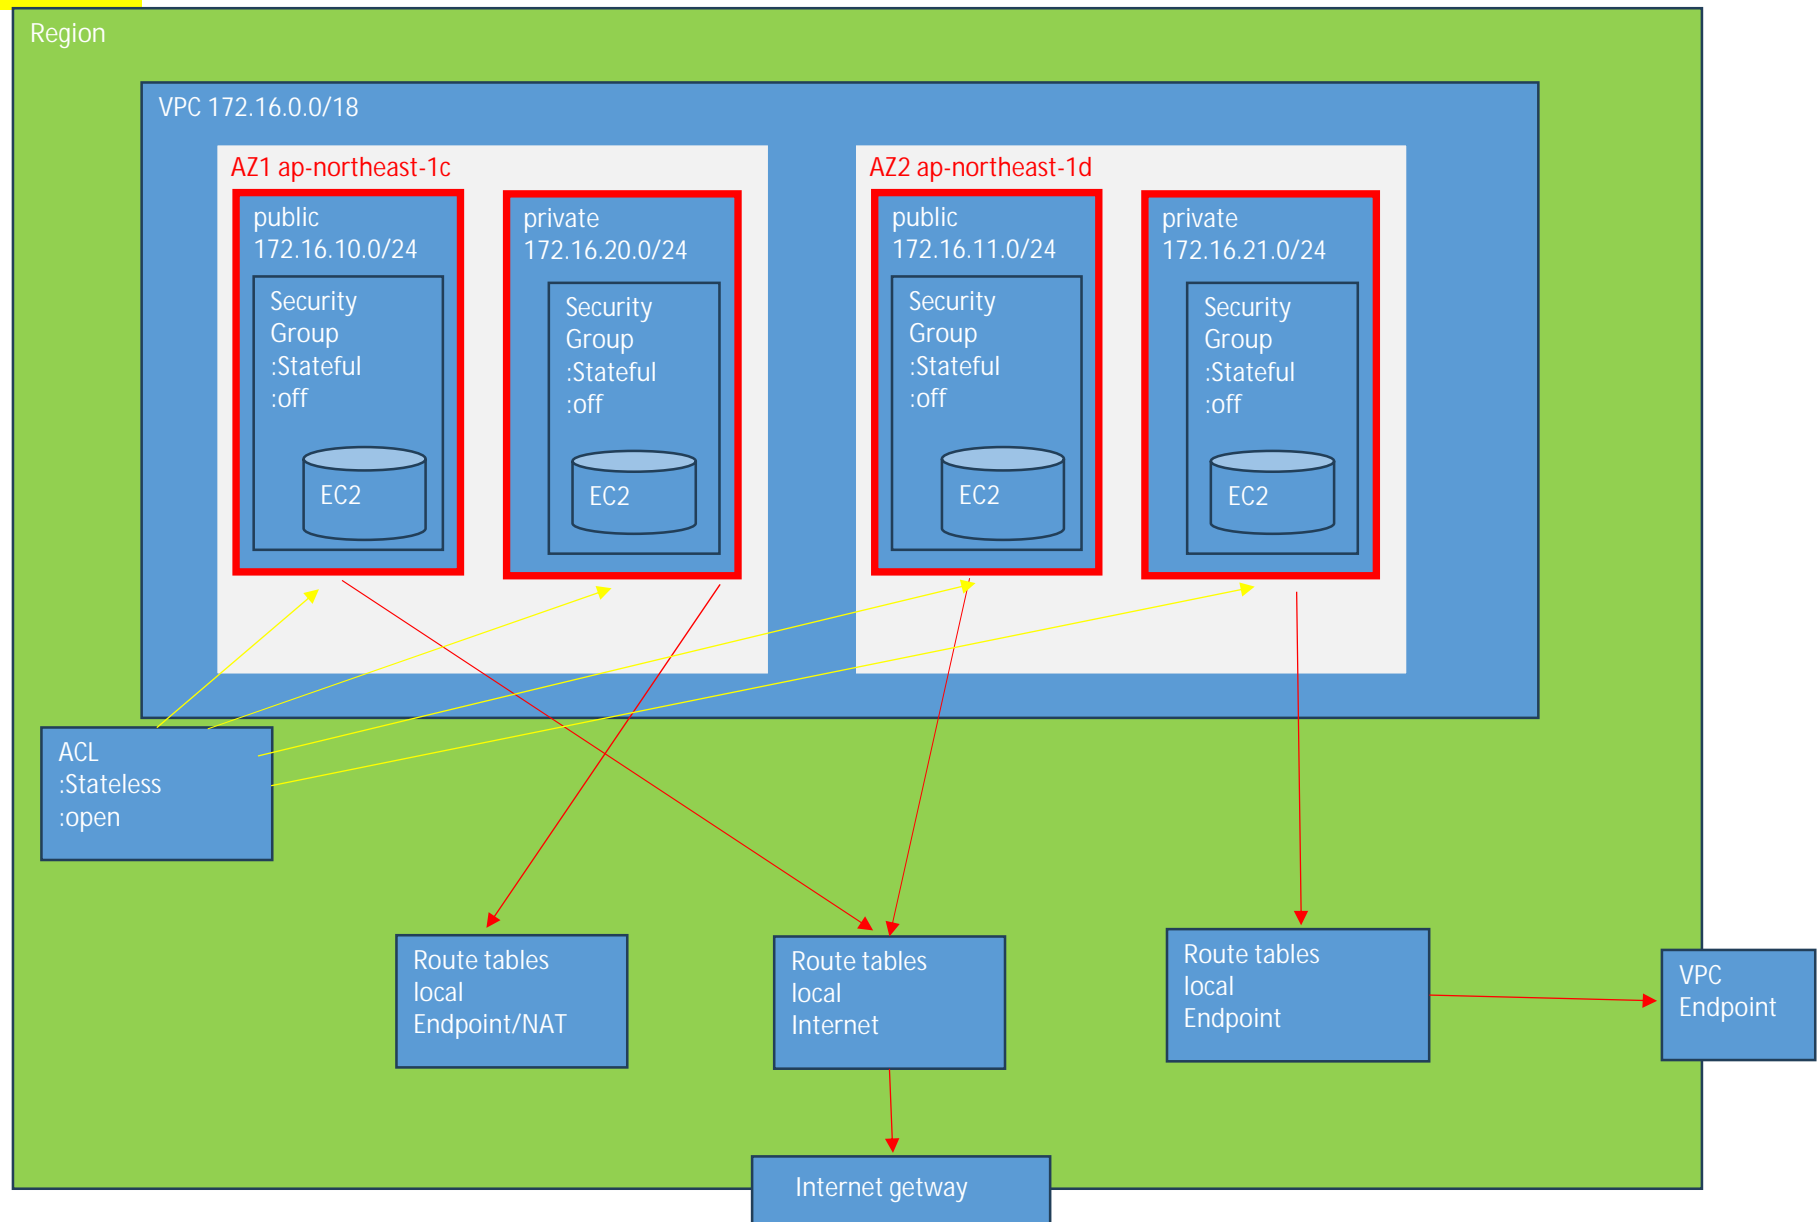 Region
VPC 172.16.0.0/18
AZ1 ap-northeast-1c
public
172.16.10.0/24
Security
Group
:Stateful
:off
EC2
private
172.16.20.0/24
Security
Group
:Stateful
:off
EC2
AZ2 ap-northeast-1d
public
172.16.11.0/24
Security
Group
:Stateful
:off
EC2
private
172.16.21.0/24
Security
Group
:Stateful
:off
EC2
ACL
:Stateless
:open
Route tables
local
Endpoint/NAT
Route tables
local
Internet
Route tables
local
Endpoint
VPC
Endpoint
Internet getway